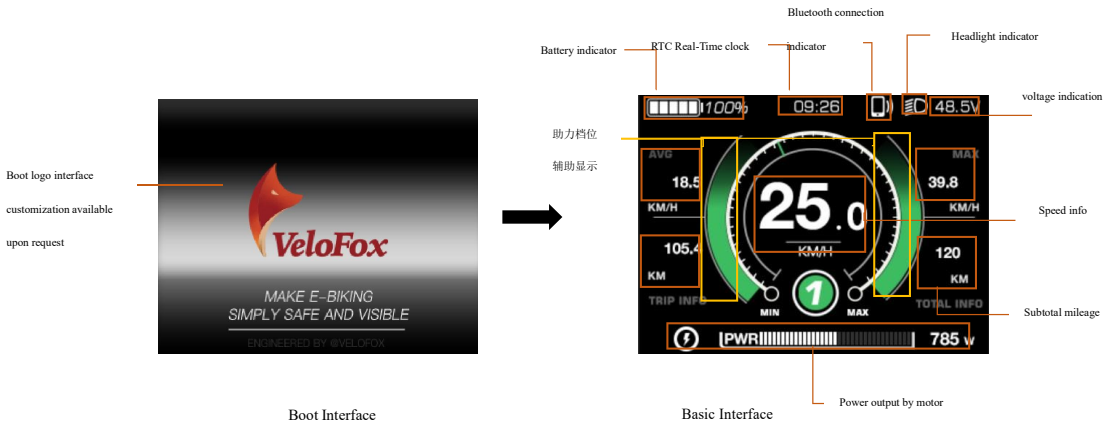 Bluetooth connection
Battery indicator
RTC Real-Time clock
indicator
Headlight indicator
voltage indication
100%
09:26
48.5V
助力档位
辅助显示
AVG
18.5
KM/H
MAX
39.8
KM/H
Boot logo interface
customization available
upon request
VeloFox
25.0
KM/H
Speed info
105.4
KM
TRIP INFO
120
KM
TOTAL INFO
MAKE E-BIKING
SIMPLY SAFE AND VISIBLE
ENGINEERED BY @VELOFOX
1
MIN
MAX
Subtotal mileage
PWR
785 W
Power output by motor
Boot Interface
Basic Interface